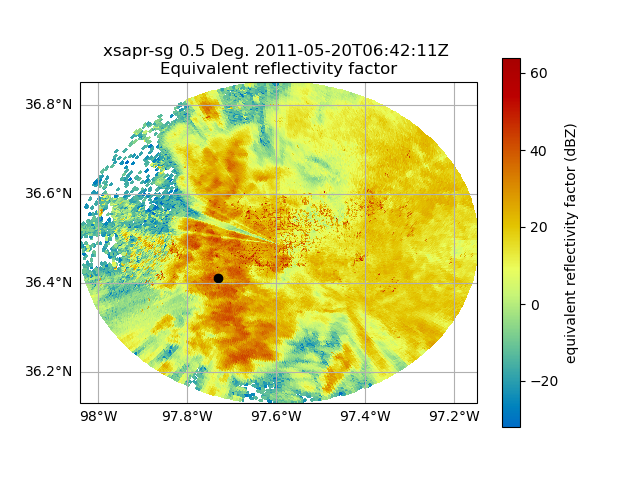 xsapr-sg 0.5 Deg. 2011-05-20T06:42:11Z
Equivalent reflectivity factor
36.8°N
36.6°N
36.4°N
36.2°N
98°W
97.8°W
97.6°W
97.4°W
97.2°W
60
40
20
0
−20
equivalent reflectivity factor (dBZ)